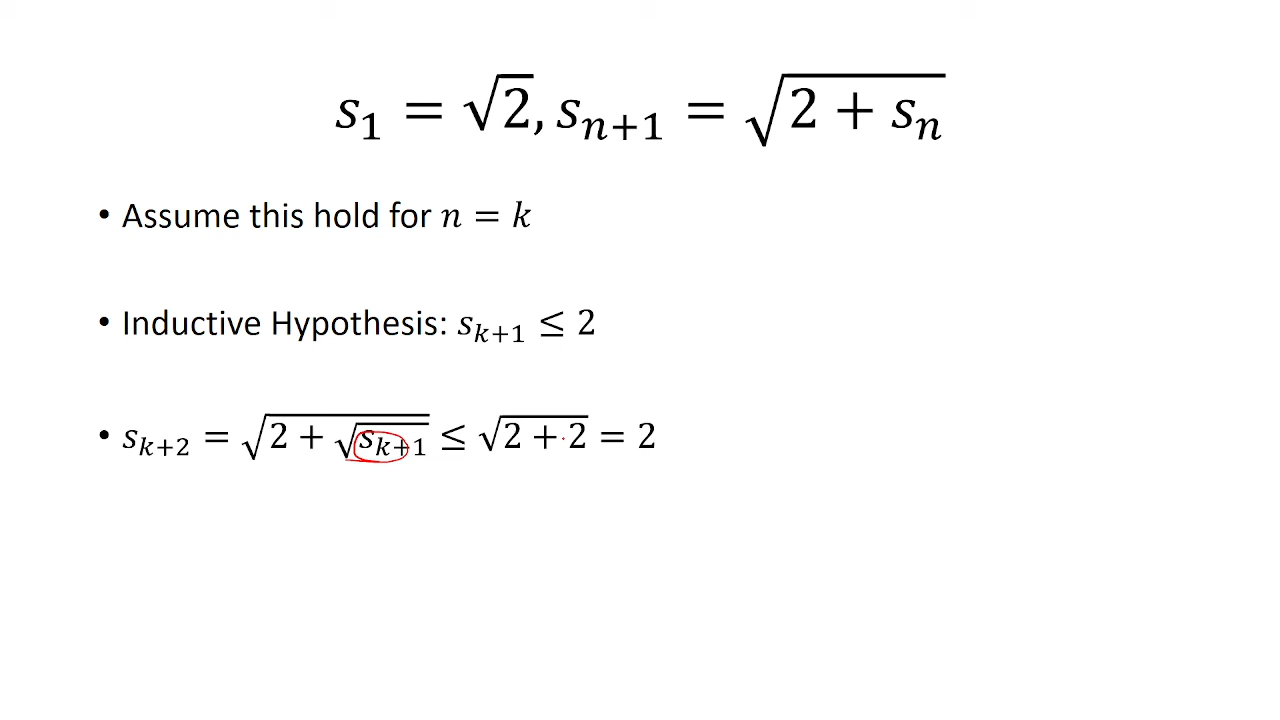 s₁ = √2, sₙ₊₁ = √(2 + sₙ)
• Assume this hold for n = k
• Inductive Hypothesis: sₖ₊₁ ≤ 2
• sₖ₊₂ = √(2 + √(sₖ₊₁)) ≤ √(2 + 2) = 2